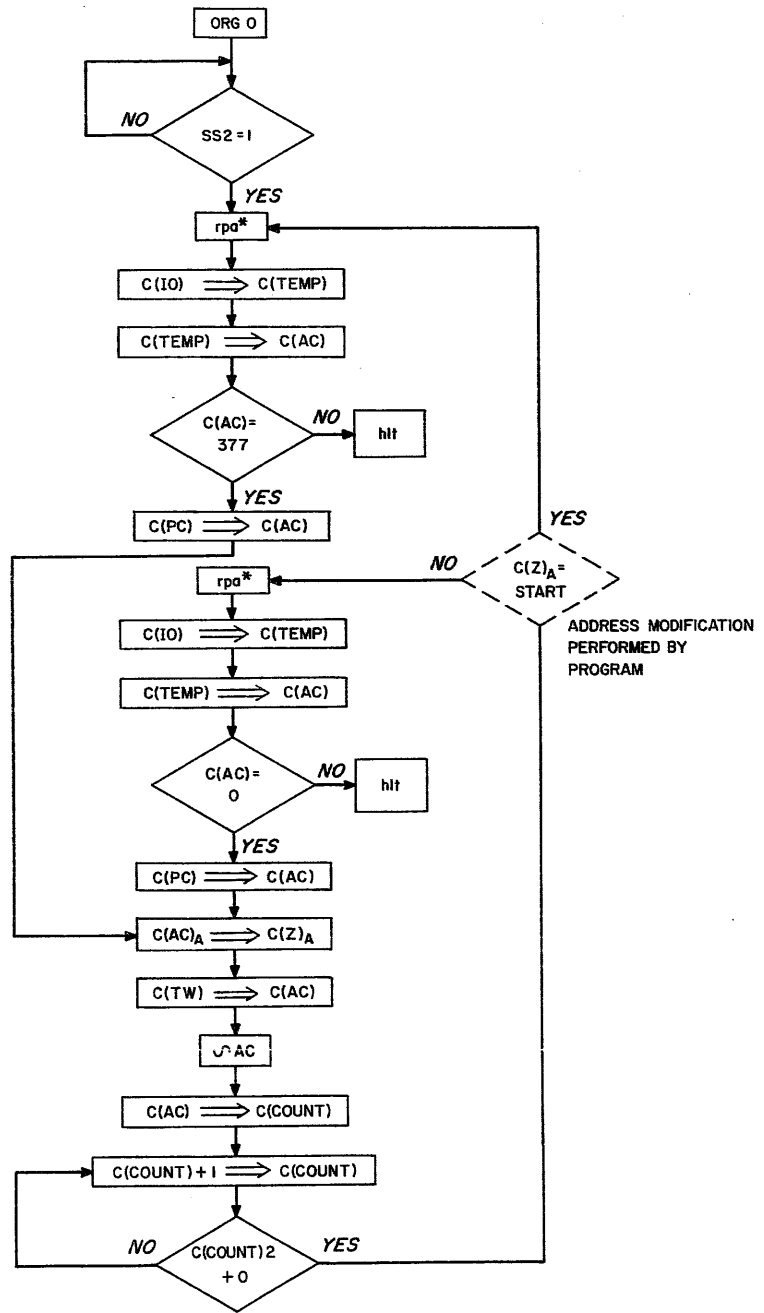 ORG 0
NO
SS2=1
YES
rpa*
C(IO) ⟹ C(TEMP)
C(TEMP) ⟹ C(AC)
C(AC)=
377
NO
hlt
YES
C(PC) ⟹ C(AC)
YES
C(Z)A=
START
NO
rpa*
ADDRESS MODIFICATION
PERFORMED BY
PROGRAM
C(IO) ⟹ C(TEMP)
C(TEMP) ⟹ C(AC)
C(AC)=
0
NO
hlt
YES
C(PC) ⟹ C(AC)
C(AC)A ⟹ C(Z)A
C(TW) ⟹ C(AC)
∽AC
C(AC) ⟹ C(COUNT)
C(COUNT)+1 ⟹ C(COUNT)
NO
C(COUNT)2
+0
YES